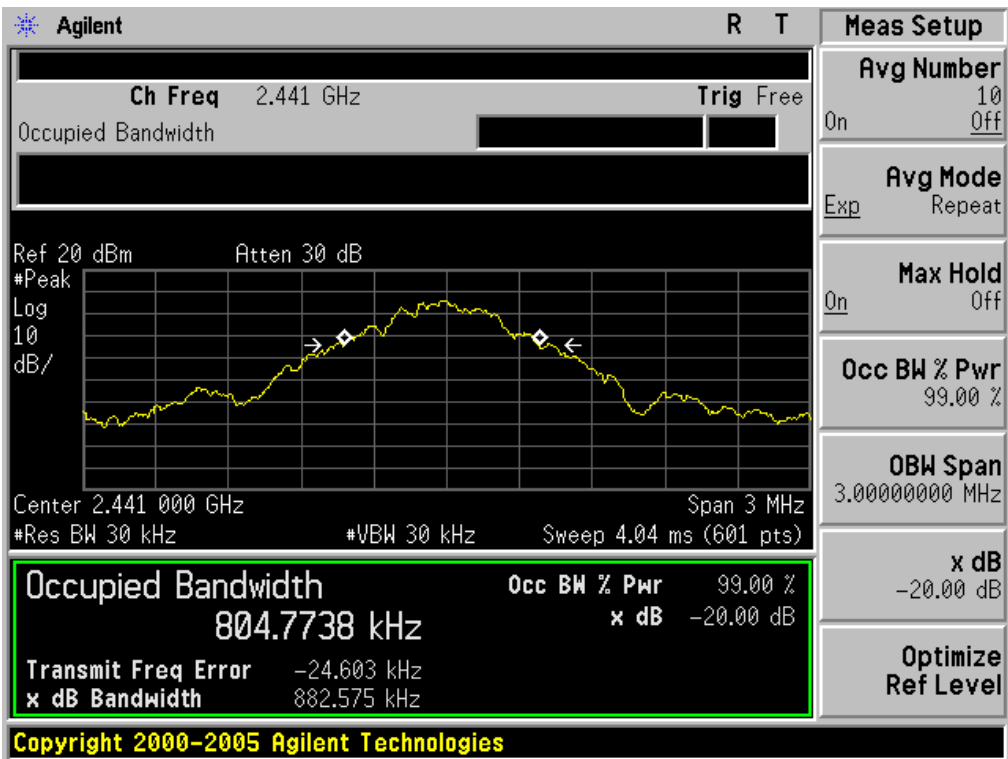 Agilent R T
Ch Freq 2.441 GHz Trig Free
Occupied Bandwidth
Ref 20 dBm Atten 30 dB
#Peak
Log
10
dB/
Center 2.441 000 GHz Span 3 MHz
#Res BW 30 kHz #VBW 30 kHz Sweep 4.04 ms (601 pts)
Occupied Bandwidth Occ BW % Pwr 99.00 %
804.7738 kHz x dB -20.00 dB
Transmit Freq Error -24.603 kHz
x dB Bandwidth 882.575 kHz
Copyright 2000-2005 Agilent Technologies
Meas Setup
Avg Number
10
On Off
Avg Mode
Exp Repeat
Max Hold
On Off
Occ BW % Pwr
99.00 %
OBW Span
3.00000000 MHz
x dB
-20.00 dB
Optimize
Ref Level